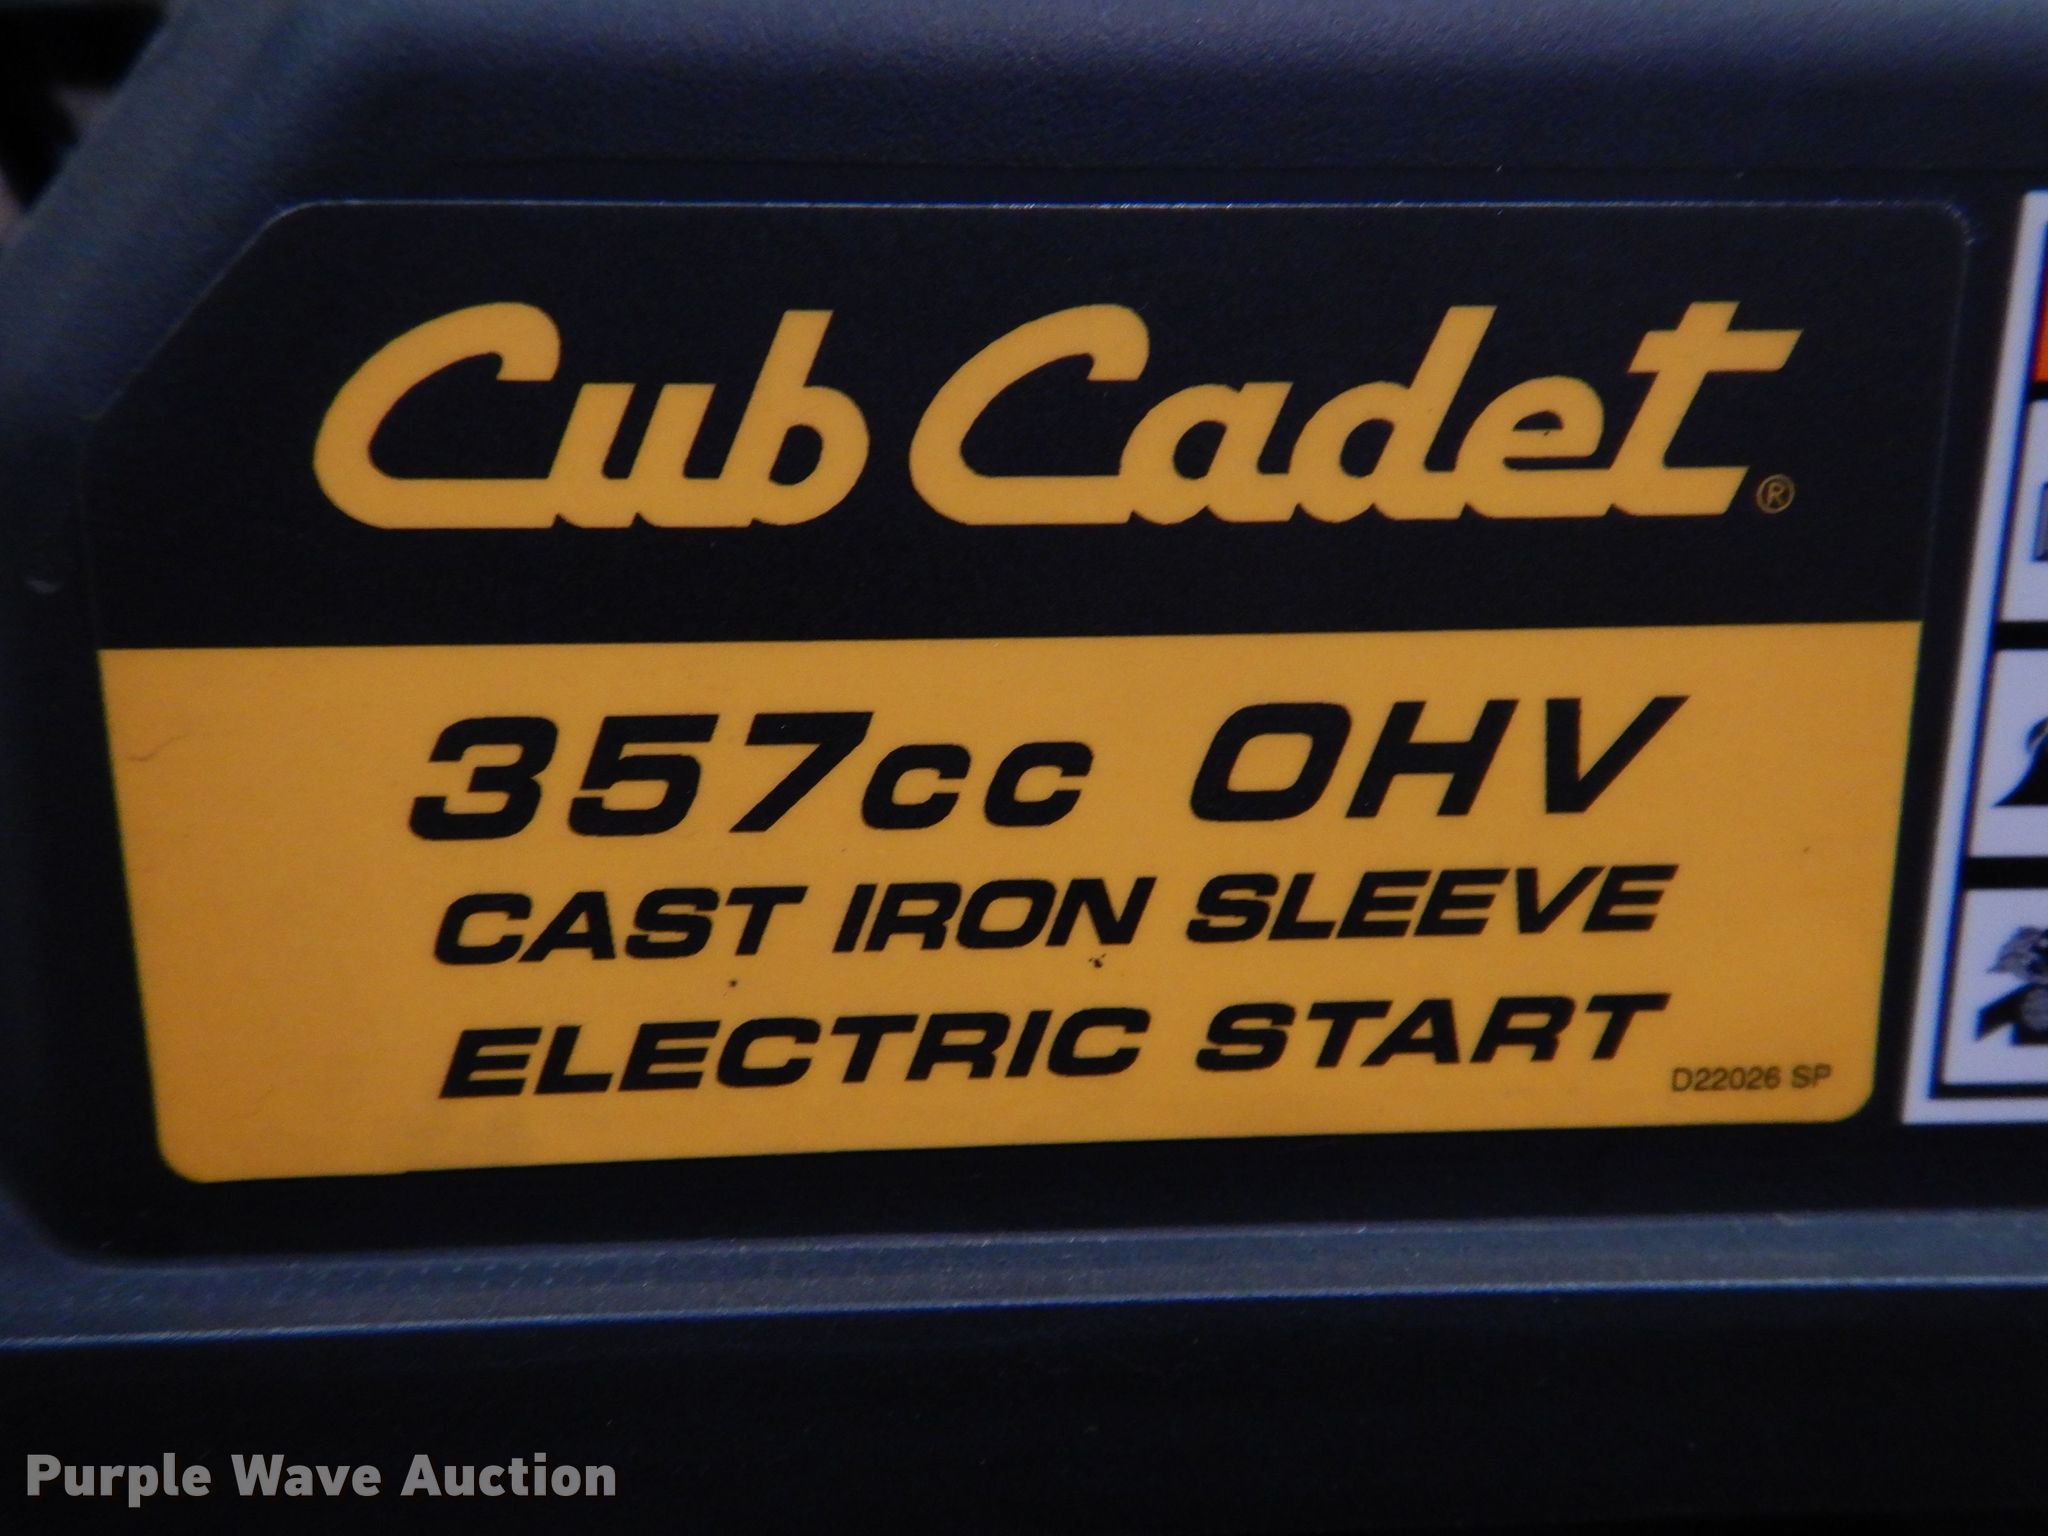 Cub Cadet®
357cc OHV
CAST IRON SLEEVE
ELECTRIC START
D22026 SP
Purple Wave Auction